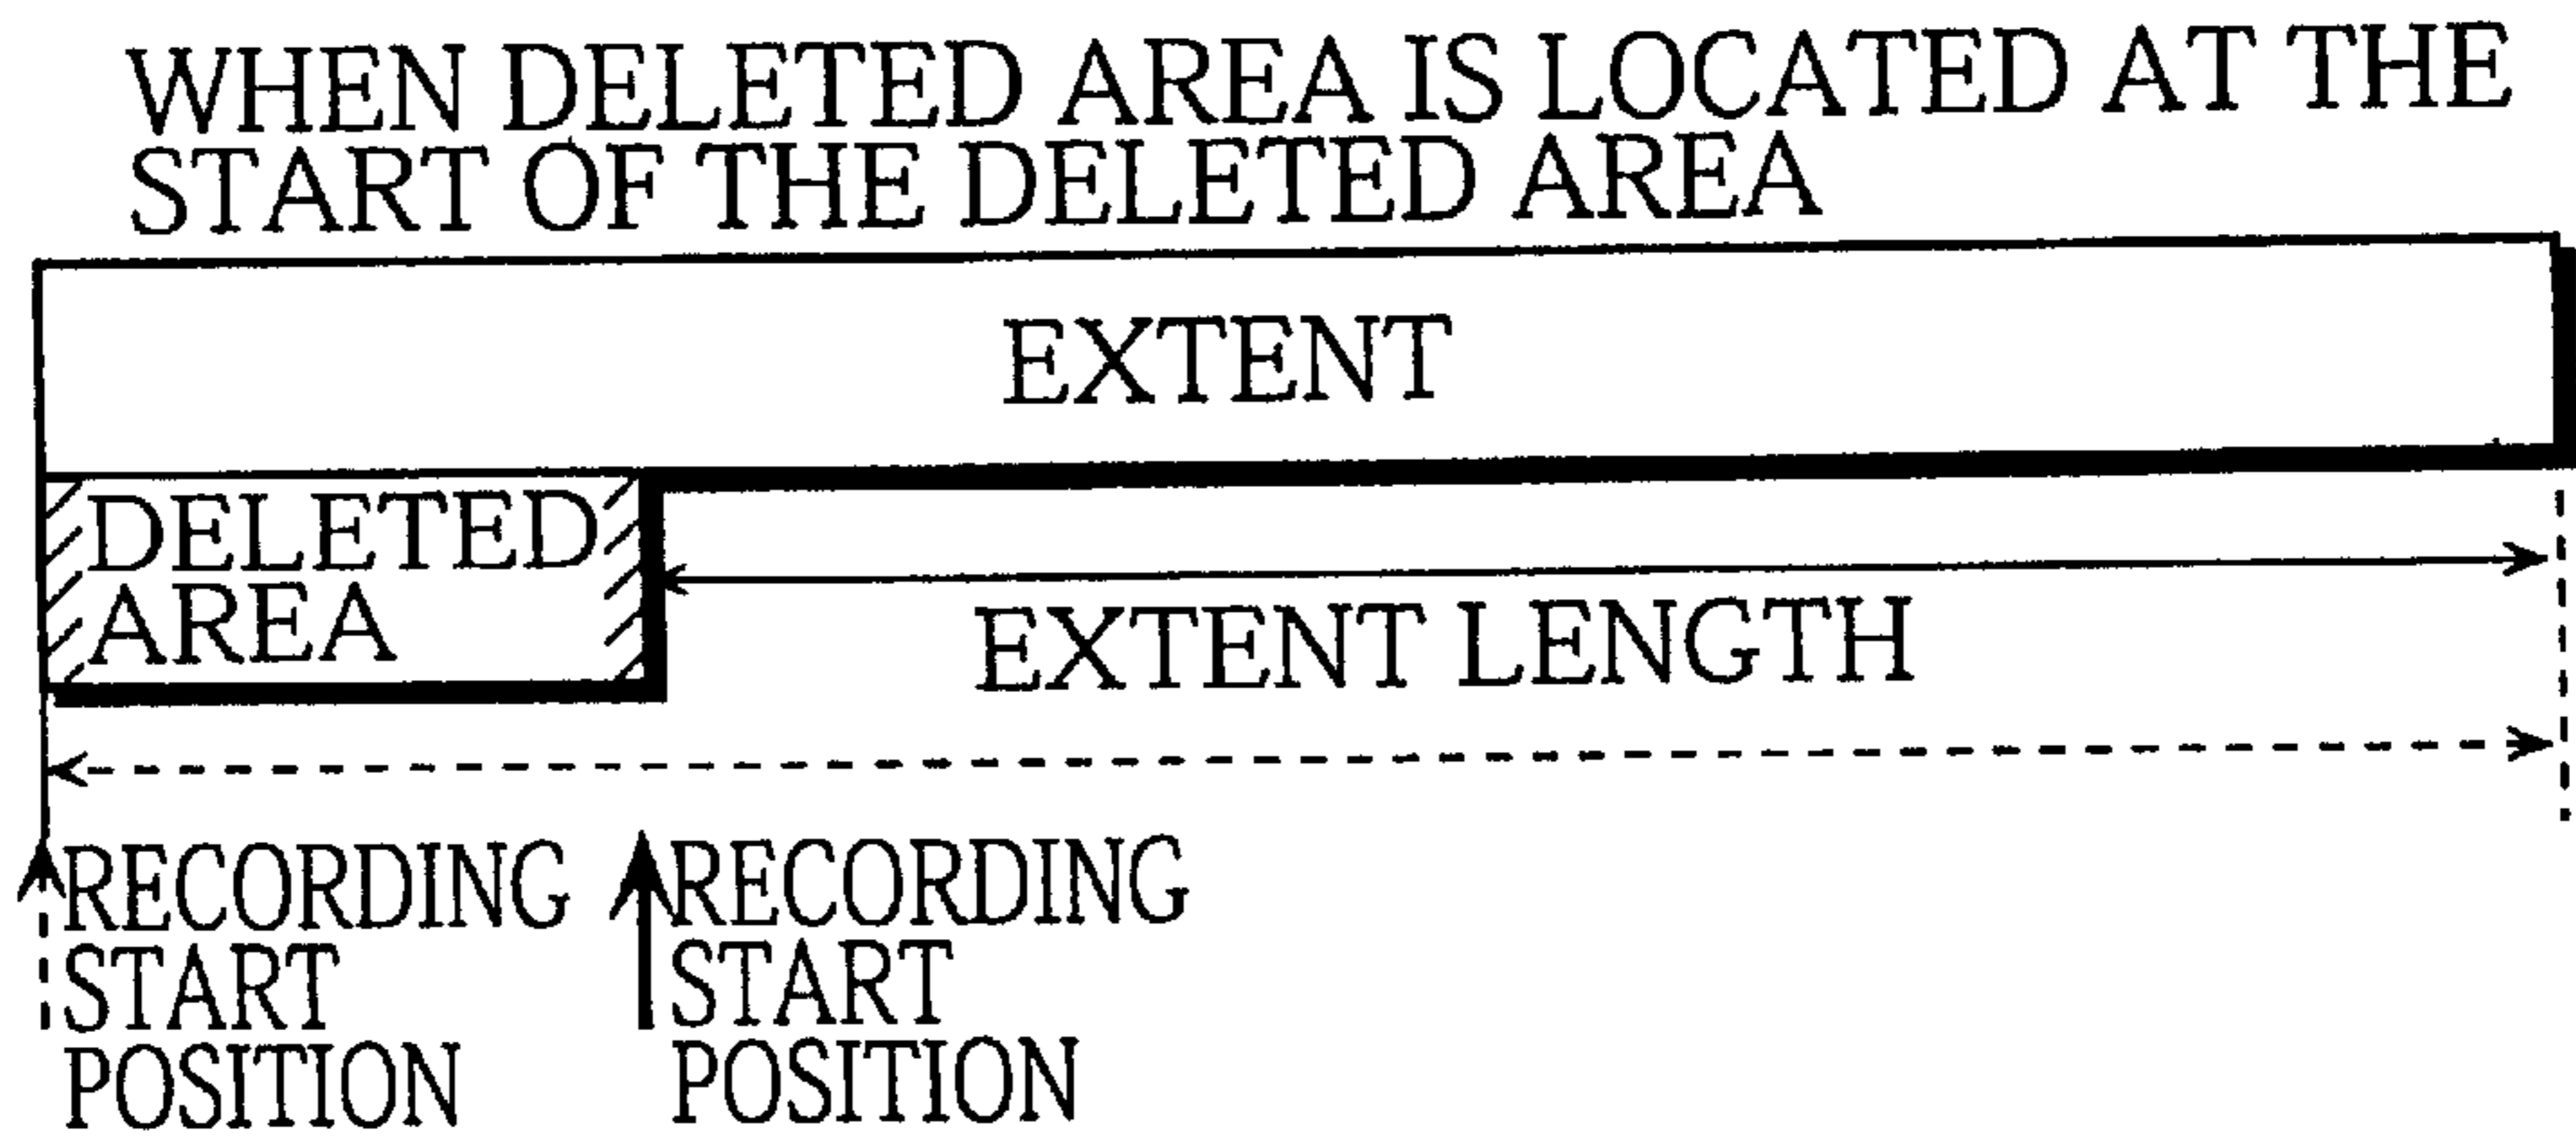 WHEN DELETED AREA IS LOCATED AT THE
START OF THE DELETED AREA
EXTENT
DELETED
AREA
EXTENT LENGTH
RECORDING
START
POSITION
RECORDING
START
POSITION